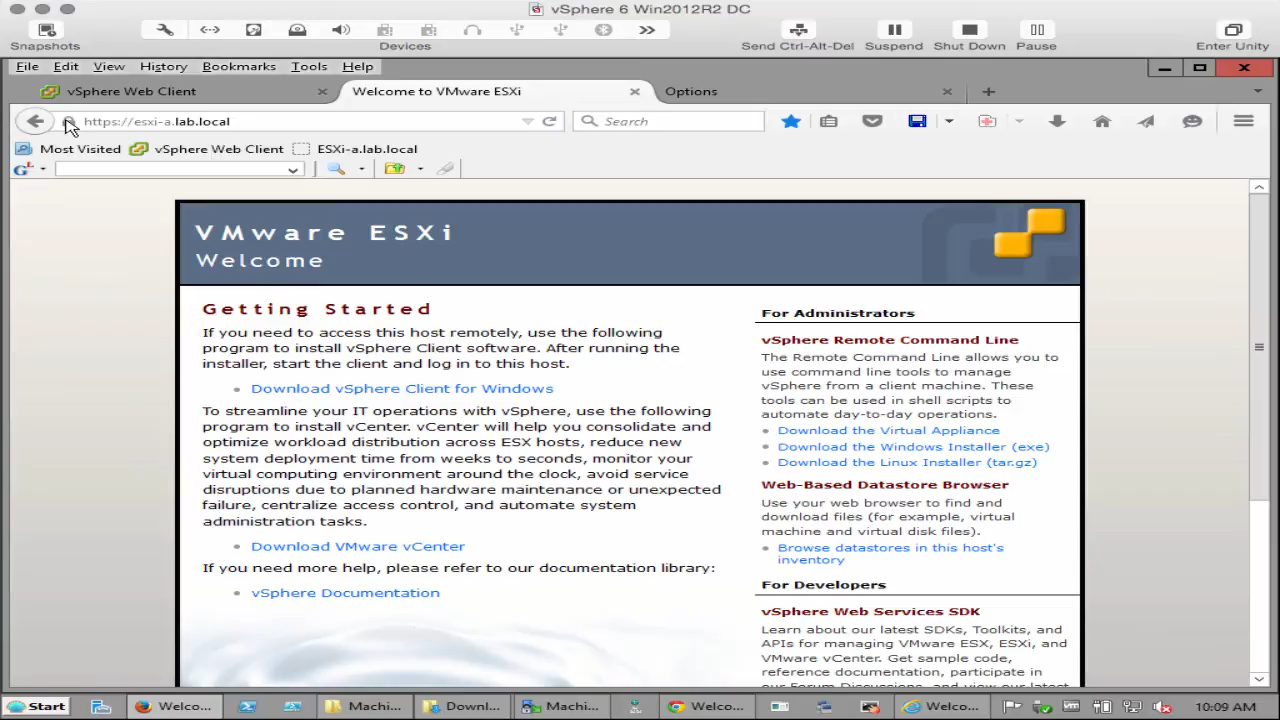 vSphere 6 Win2012R2 DC
Snapshots
Devices
Send Ctrl-Alt-Del
Suspend
Shut Down
Pause
Enter Unity
File Edit View History Bookmarks Tools Help
vSphere Web Client
Welcome to VMware ESXi
Options
https://esxi-a.lab.local
Search
Most Visited
vSphere Web Client
ESXi-a.lab.local
VMware ESXi
Welcome
Getting Started
If you need to access this host remotely, use the following
program to install vSphere Client software. After running the
installer, start the client and log in to this host.
Download vSphere Client for Windows
To streamline your IT operations with vSphere, use the following
program to install vCenter. vCenter will help you consolidate and
optimize workload distribution across ESX hosts, reduce new
system deployment time from weeks to seconds, monitor your
virtual computing environment around the clock, avoid service
disruptions due to planned hardware maintenance or unexpected
failure, centralize access control, and automate system
administration tasks.
Download VMware vCenter
If you need more help, please refer to our documentation library:
vSphere Documentation
For Administrators
vSphere Remote Command Line
The Remote Command Line allows you to
use command line tools to manage
vSphere from a client machine. These
tools can be used in shell scripts to
automate day-to-day operations.
Download the Virtual Appliance
Download the Windows Installer (exe)
Download the Linux Installer (tar.gz)
Web-Based Datastore Browser
Use your web browser to find and
download files (for example, virtual
machine and virtual disk files).
Browse datastores in this host's
inventory
For Developers
vSphere Web Services SDK
Learn about our latest SDKs, Toolkits, and
APIs for managing VMware ESX, ESXi, and
VMware vCenter. Get sample code,
reference documentation, participate in
our Forum Discussions, and view our latest
Start
Welco...
Machi...
Downl...
Machi...
Welco...
Welco...
10:09 AM